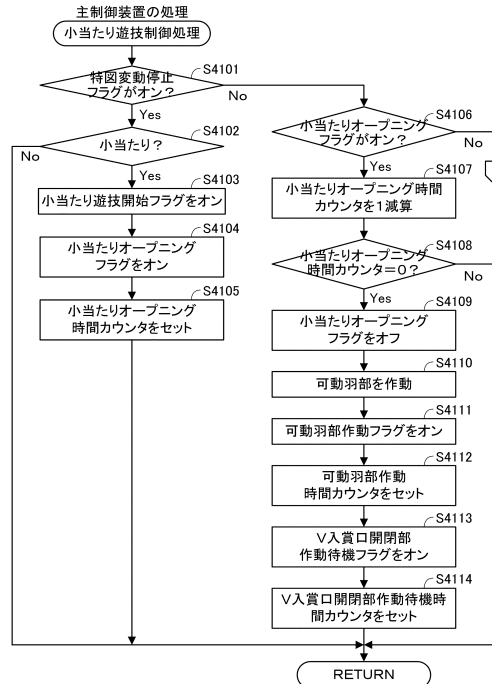 主制御装置の処理
小当たり遊技制御処理
特図変動停止
フラグがオン？
S4101
No
Yes
小当たり？
S4102
No
Yes
小当たり遊技開始フラグをオン
S4103
小当たりオープニング
フラグをオン
S4104
小当たりオープニング
時間カウンタをセット
S4105
小当たりオープニング
フラグがオン？
S4106
No
Yes
小当たりオープニング時間
カウンタを1減算
S4107
小当たりオープニング
時間カウンタ=0？
S4108
No
Yes
小当たりオープニング
フラグをオフ
S4109
可動羽部を作動
S4110
可動羽部作動フラグをオン
S4111
可動羽部作動
時間カウンタをセット
S4112
V入賞口開閉部
作動待機フラグをオン
S4113
V入賞口開閉部作動待機時
間カウンタをセット
S4114
RETURN